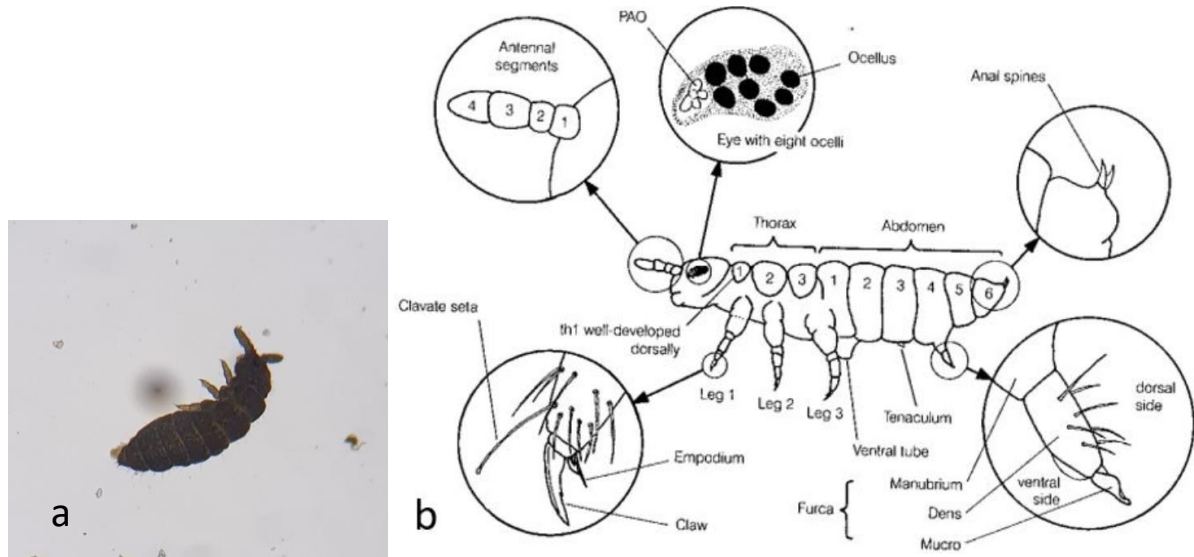 a
b
Antennal
segments
4 3 2 1
PAO
Ocellus
Eye with eight ocelli
Anal spines
Thorax
Abdomen
1 2 3 1 2 3 4 5 6
Clavate seta
th1 well-developed
dorsally
Leg 1
Leg 2
Leg 3
Tenaculum
Ventral tube
Empodium
Claw
dorsal
side
Manubrium
ventral
side
Furca
Dens
Mucro